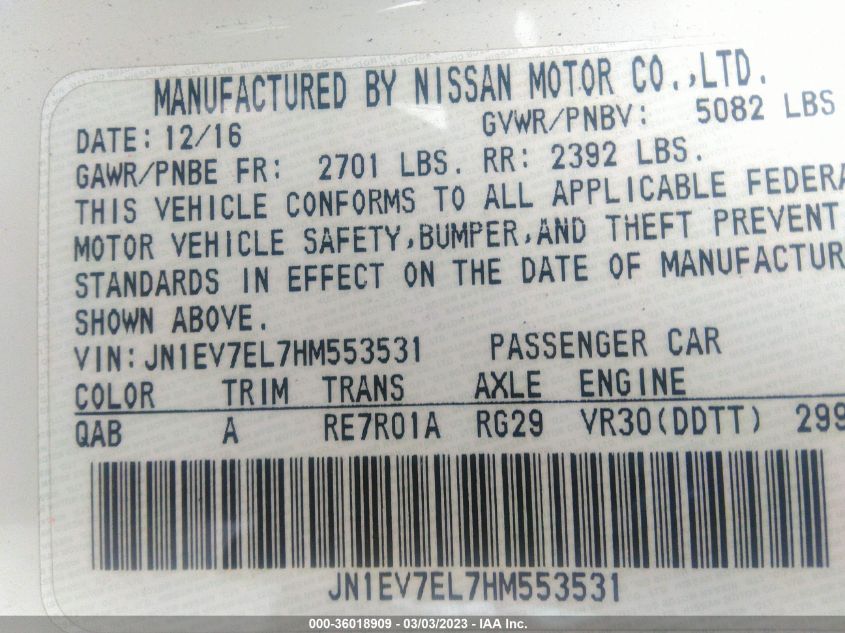 MANUFACTURED BY NISSAN MOTOR CO.,LTD.
DATE: 12/16 GVWR/PNBV: 5082 LBS
GAWR/PNBE FR: 2701 LBS. RR: 2392 LBS.
THIS VEHICLE CONFORMS TO ALL APPLICABLE FEDERA
MOTOR VEHICLE SAFETY,BUMPER,AND THEFT PREVENT
STANDARDS IN EFFECT ON THE DATE OF MANUFACTUR
SHOWN ABOVE.
VIN: JN1EV7EL7HM553531 PASSENGER CAR
COLOR TRIM TRANS AXLE ENGINE
QAB A RE7R01A RG29 VR30(DDTT) 299
JN1EV7EL7HM553531
000-36018909 - 03/03/2023 - IAA Inc.